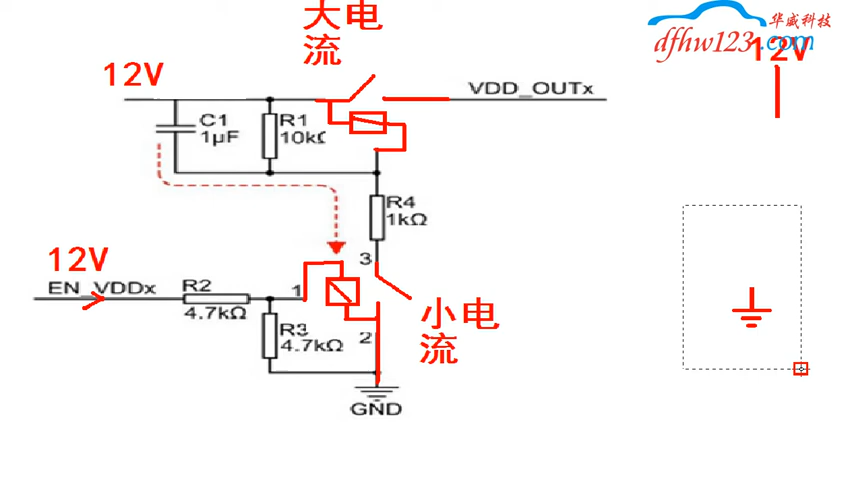 大电
流
华威科技
dfhw123.com
12V
12V
VDD_OUTx
C1
1μF
R1
10kΩ
R4
1kΩ
12V
EN_VDDx
R2
4.7kΩ
1
3
R3
4.7kΩ
2
小电
流
GND